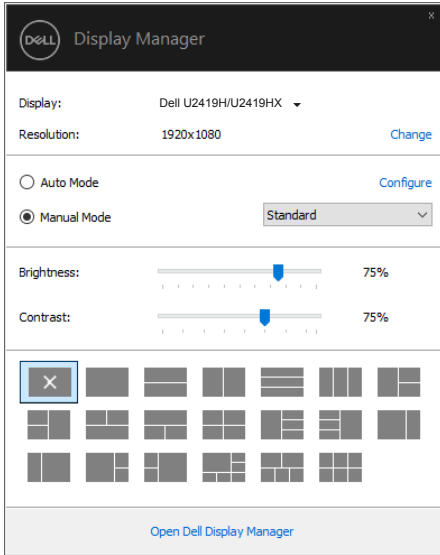 x
DELL Display Manager
Display: Dell U2419H/U2419HX
Resolution: 1920x1080 Change
Auto Mode Configure
Manual Mode Standard
Brightness: 75%
Contrast: 75%
Open Dell Display Manager